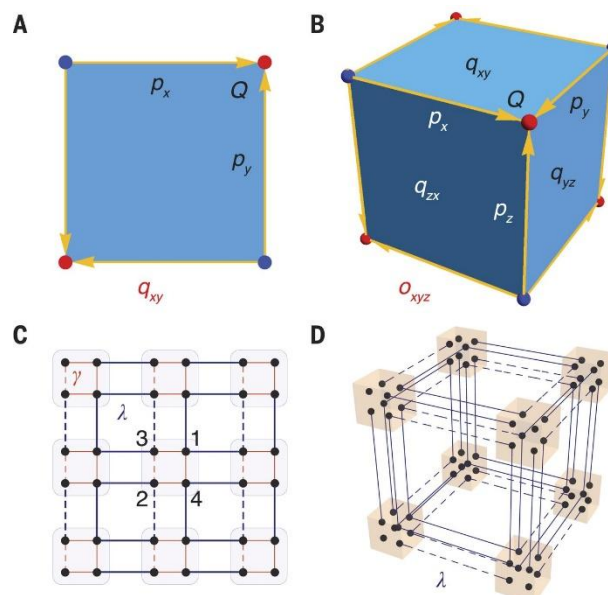 A
p_x
Q
p_y
q_xy
B
q_xy
Q
p_y
p_x
q_zx
p_z
q_yz
o_xyz
C
γ
λ
3 1
2 4
D
λ